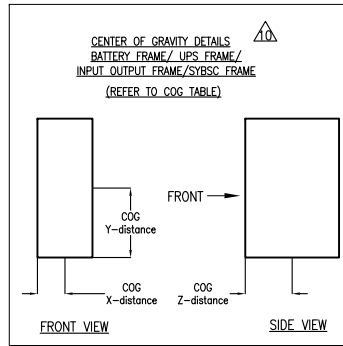 CENTER OF GRAVITY DETAILS
10
BATTERY FRAME/ UPS FRAME/
INPUT OUTPUT FRAME/SYBSC FRAME
(REFER TO COG TABLE)
FRONT
COG
Y-distance
COG
X-distance
COG
Z-distance
FRONT VIEW
SIDE VIEW